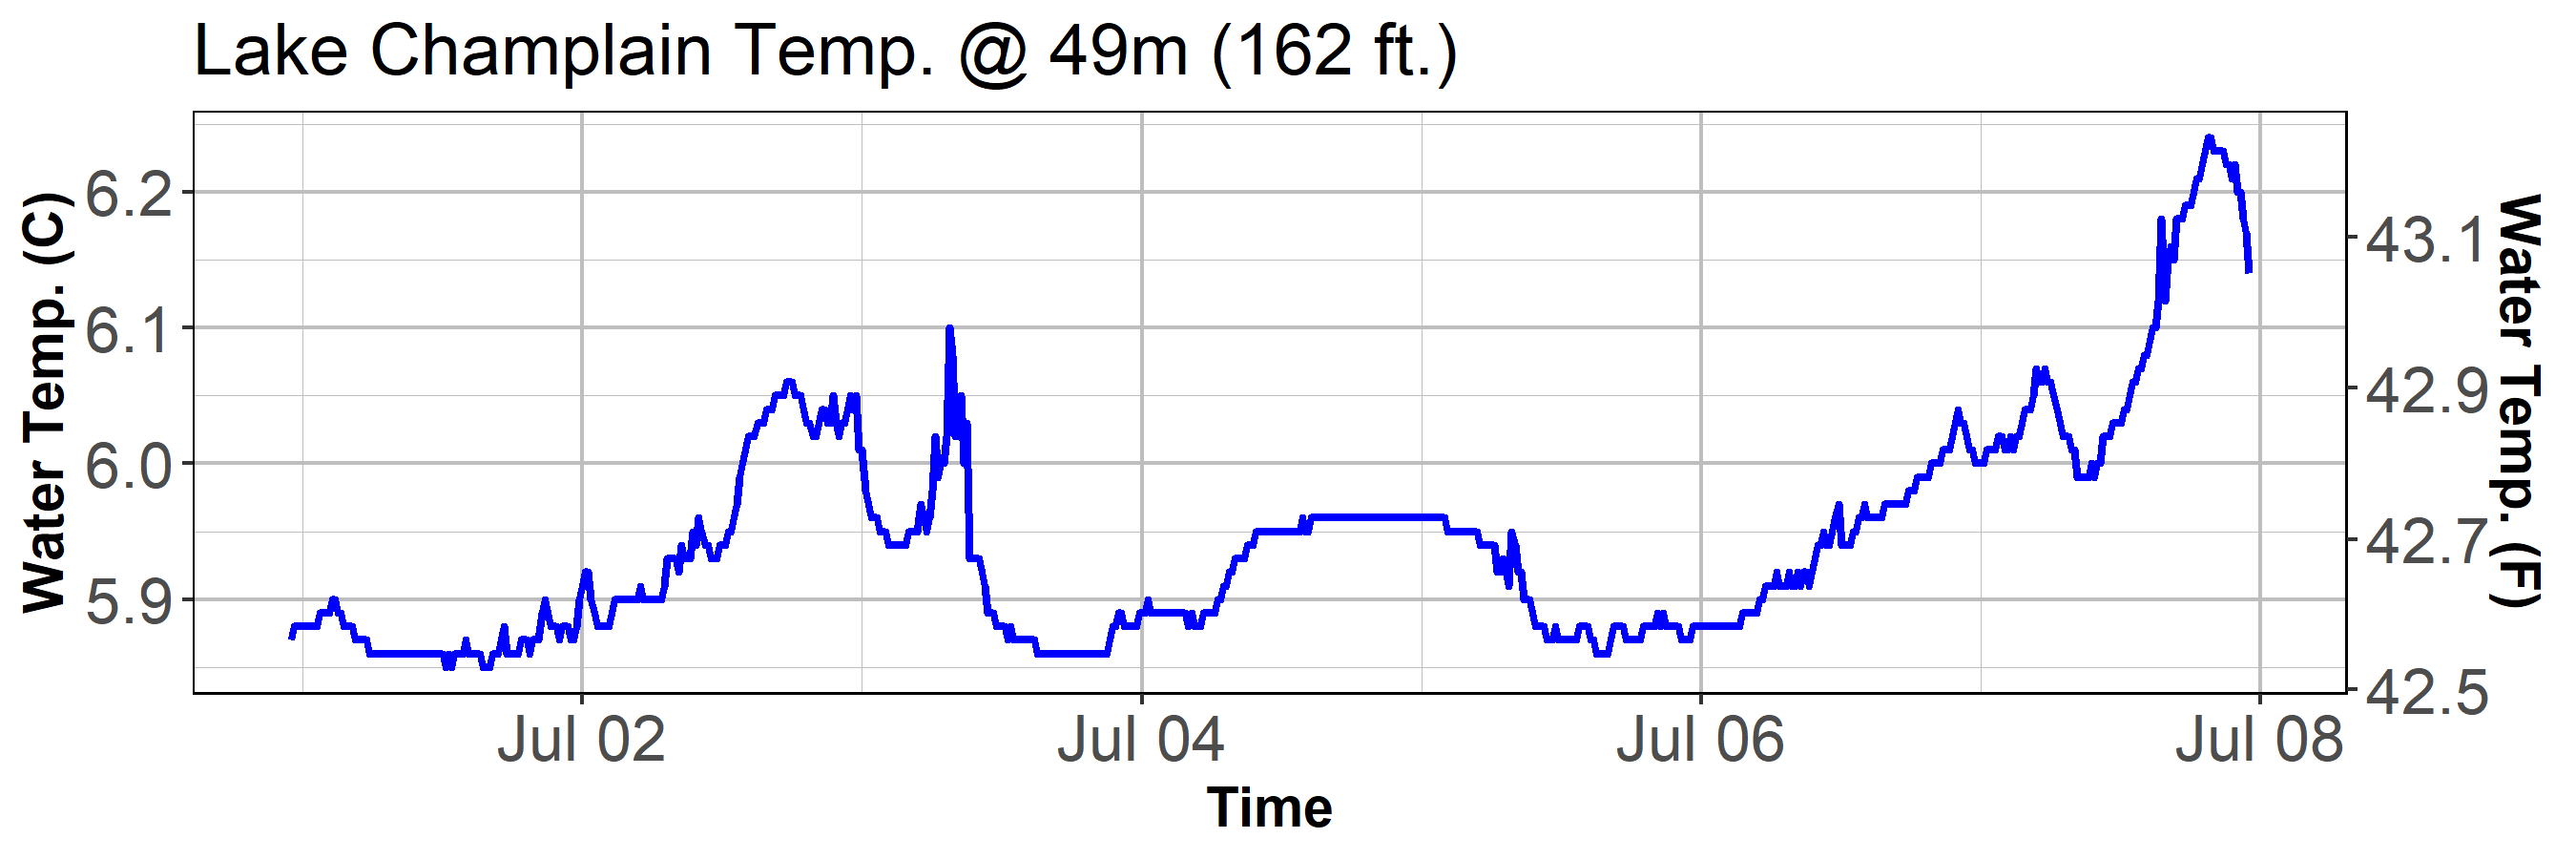 Lake Champlain Temp. @ 49m (162 ft.)
Water Temp. (C)
6.2
6.1
6.0
5.9
43.1
42.9
42.7
42.5
Water Temp. (F)
Jul 02 Jul 04 Jul 06 Jul 08
Time